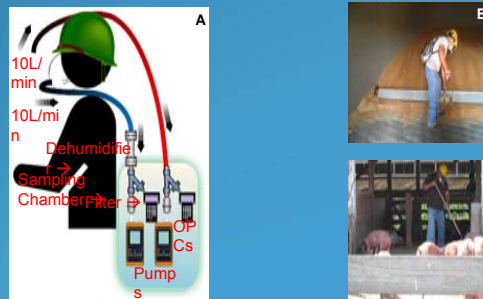 A
10L/
min
10L/mi
n
Dehumidifie
r →
Sampling
Chamber→
Filter →
OP
Cs
Pump
s